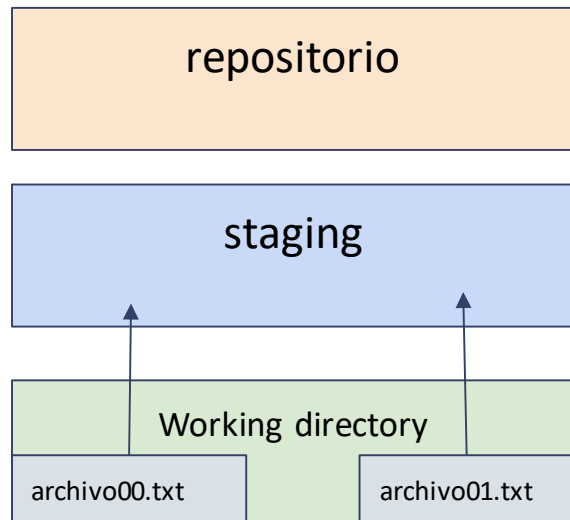 repositorio
staging
Working directory
archivo00.txt
archivo01.txt